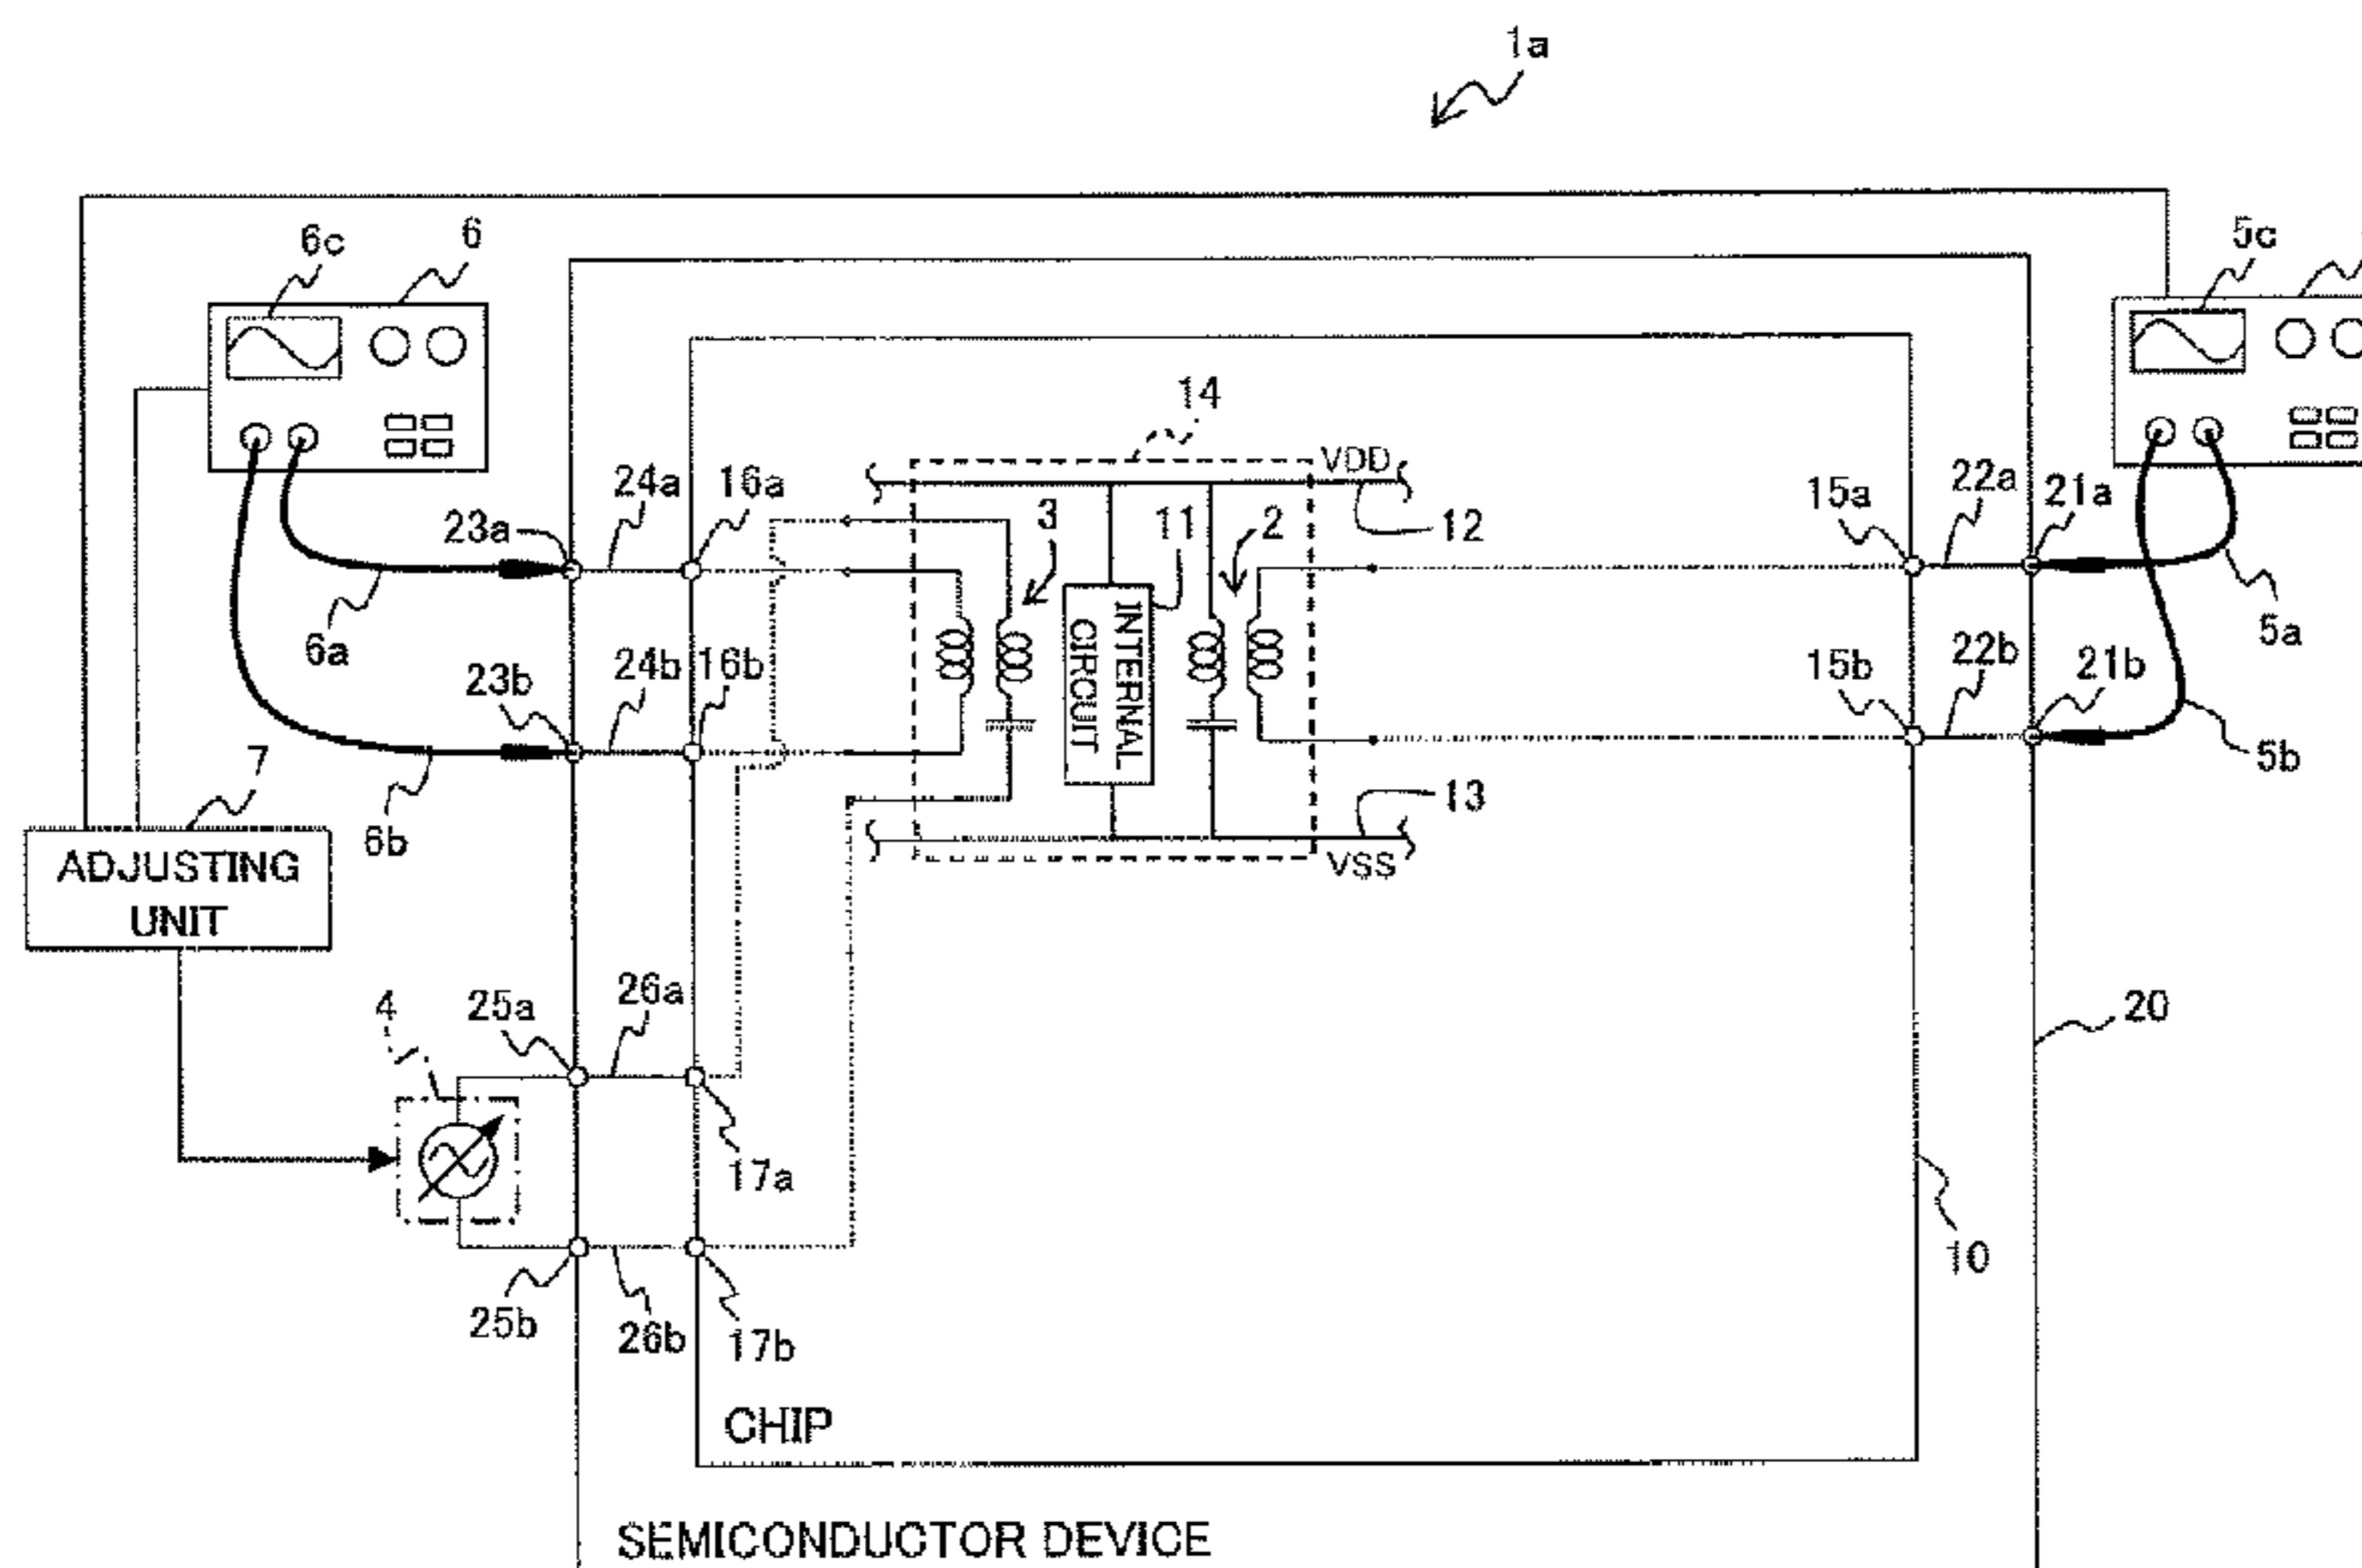 1a
6c
6
5c
14
VDD
24a
16a
3
11
2
12
15a
22a
21a
23a
INTERNAL
CIRCUIT
6a
24b
16b
23b
15b
22b
21b
5a
7
6b
13
5b
VSS
ADJUSTING
UNIT
4
25a
26a
20
17a
10
25b
26b
17b
CHIP
SEMICONDUCTOR DEVICE